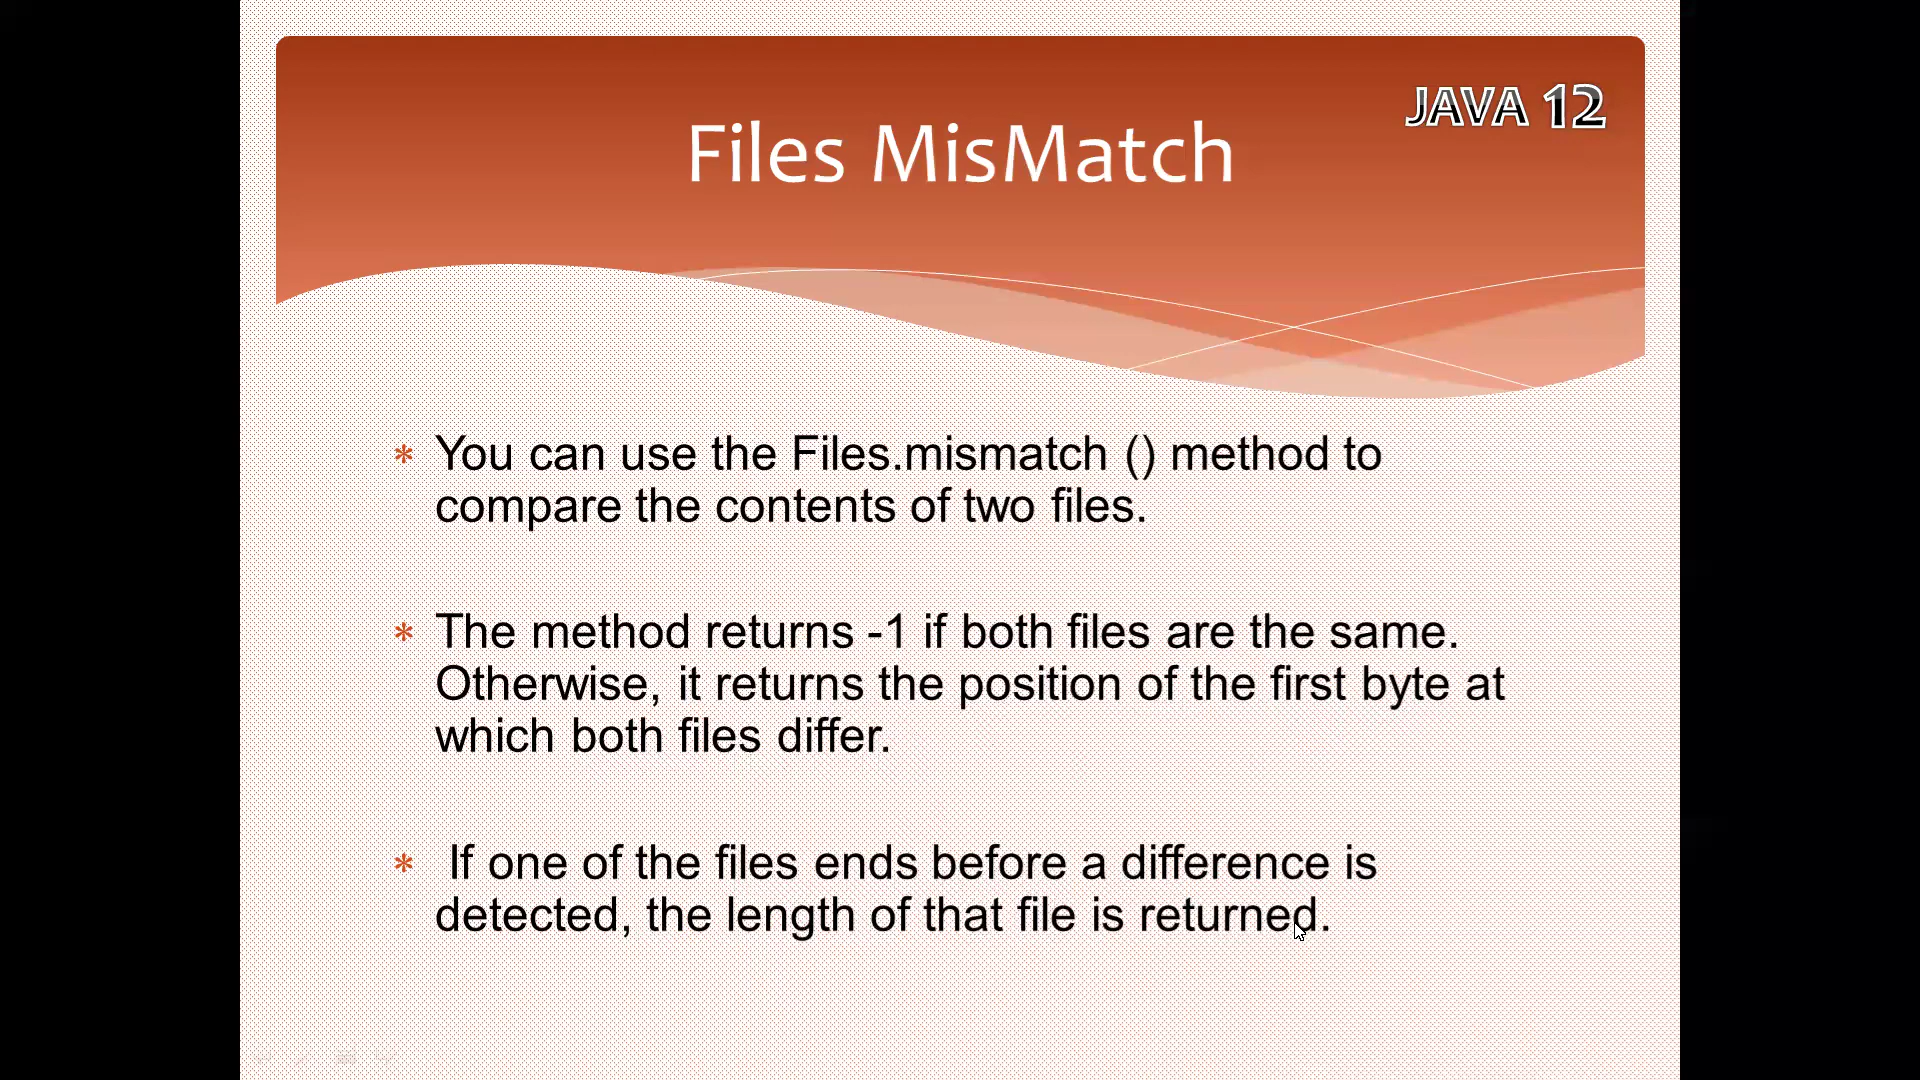 JAVA 12
Files MisMatch
* You can use the Files.mismatch () method to
compare the contents of two files.
* The method returns -1 if both files are the same.
Otherwise, it returns the position of the first byte at
which both files differ.
* If one of the files ends before a difference is
detected, the length of that file is returned.